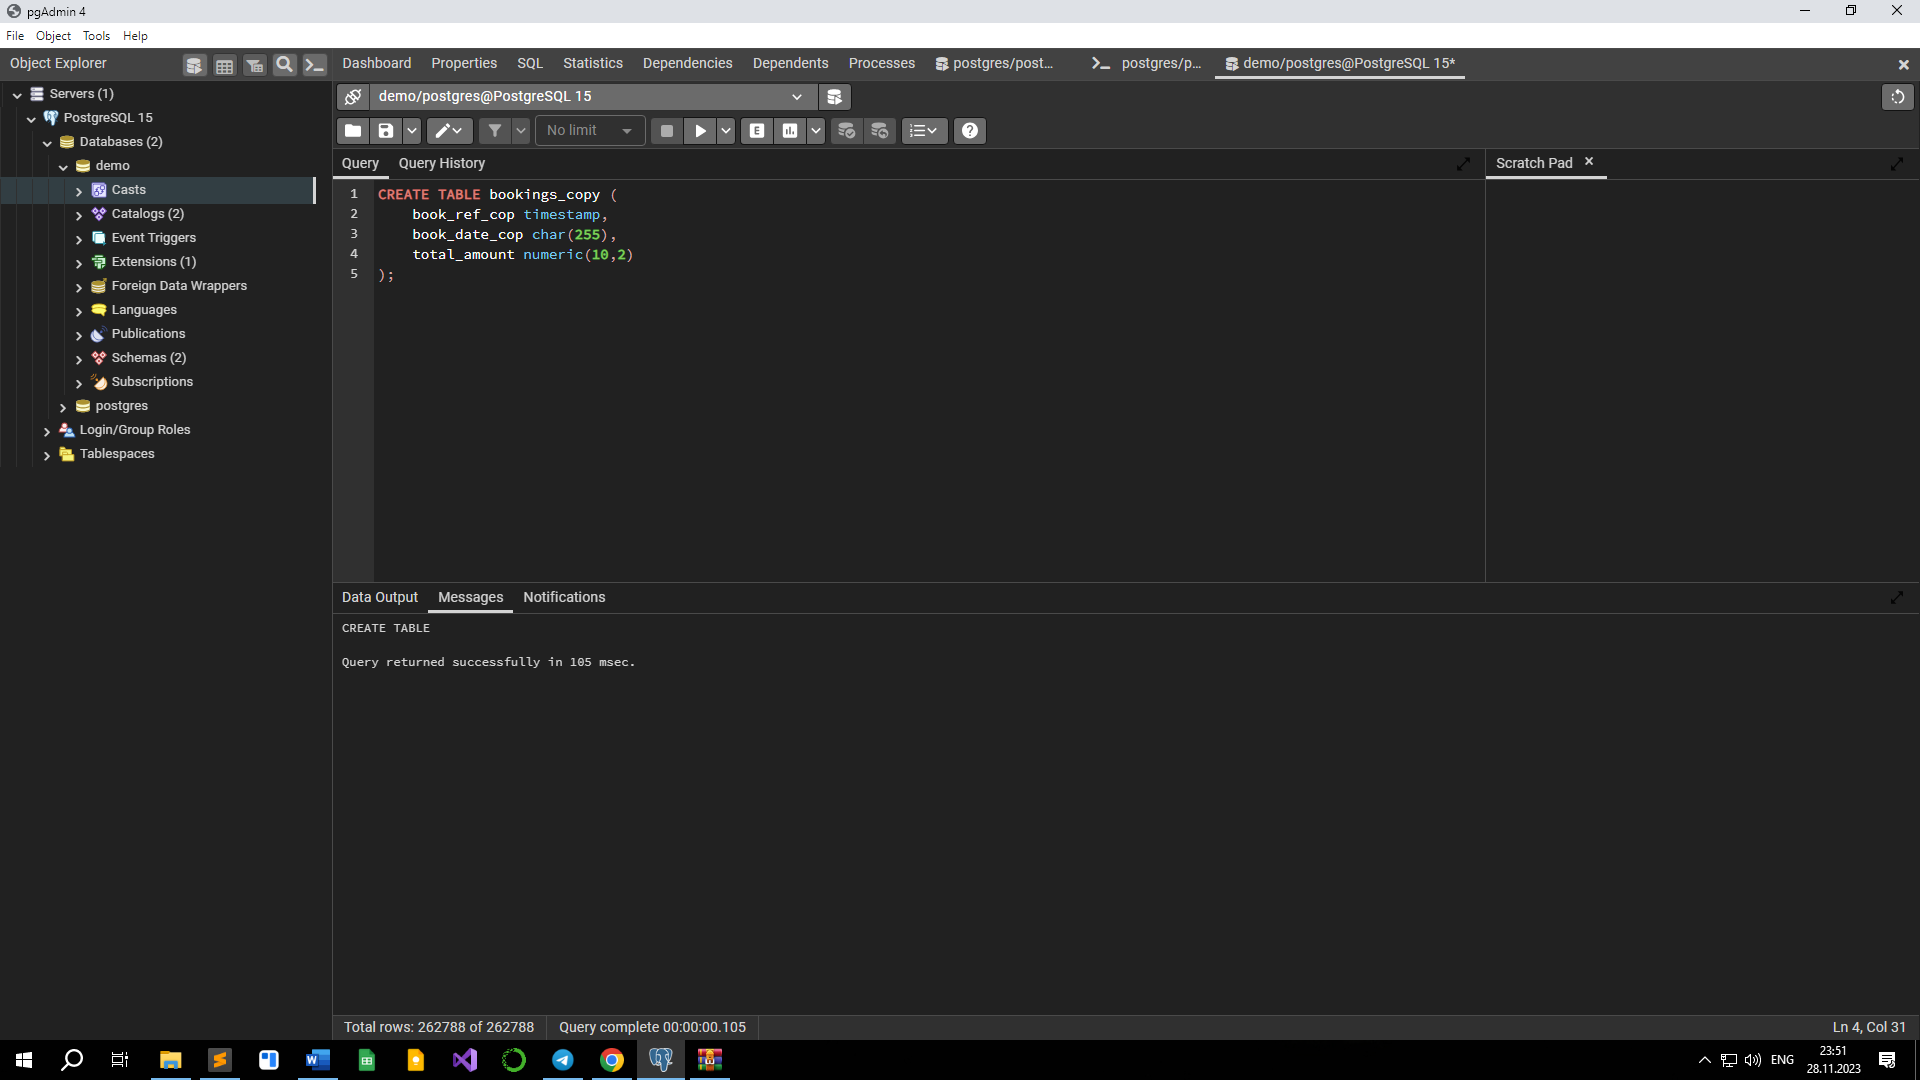 pgAdmin 4
File Object Tools Help
Object Explorer
Dashboard Properties SQL Statistics Dependencies Dependents Processes postgres/post... postgres/p... demo/postgres@PostgreSQL 15*
Servers (1)
PostgreSQL 15
Databases (2)
demo
Casts
Catalogs (2)
Event Triggers
Extensions (1)
Foreign Data Wrappers
Languages
Publications
Schemas (2)
Subscriptions
postgres
Login/Group Roles
Tablespaces
demo/postgres@PostgreSQL 15
No limit
E
Query Query History
Scratch Pad
1 CREATE TABLE bookings_copy (
2 book_ref_cop timestamp,
3 book_date_cop char(255),
4 total_amount numeric(10,2)
5 );
Data Output Messages Notifications
CREATE TABLE
Query returned successfully in 105 msec.
Total rows: 262788 of 262788 Query complete 00:00:00.105 Ln 4, Col 31
ENG
23:51
28.11.2023